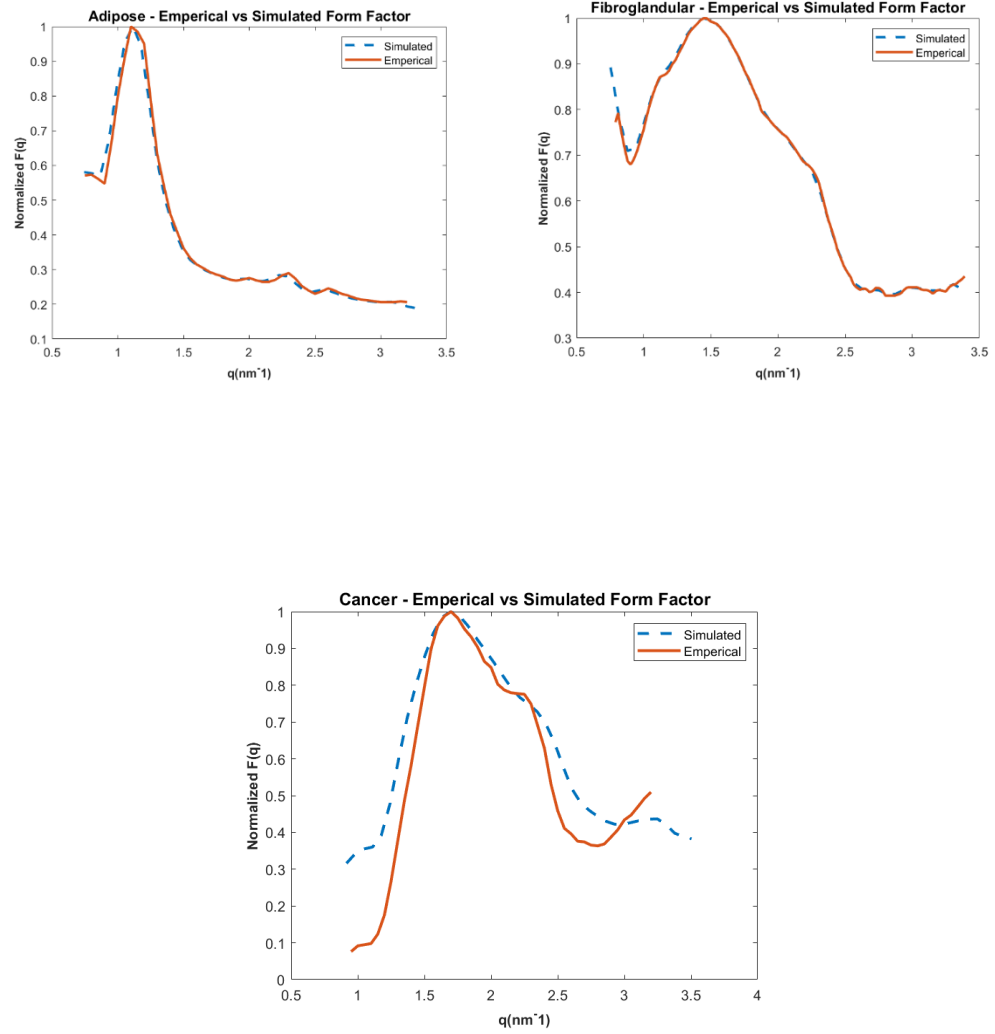 Adipose - Emperical vs Simulated Form Factor
1
0.9
0.8
0.7
0.6
0.5
0.4
0.3
0.2
0.1
Normalized F(q)
Simulated
Emperical
0.5 1 1.5 2 2.5 3 3.5
q(nm-1)
Fibroglandular - Emperical vs Simulated Form Factor
1
0.9
0.8
0.7
0.6
0.5
0.4
0.3
Normalized F(q)
Simulated
Emperical
0.5 1 1.5 2 2.5 3 3.5
q(nm-1)
Cancer - Emperical vs Simulated Form Factor
1
0.9
0.8
0.7
0.6
0.5
0.4
0.3
0.2
0.1
0
Normalized F(q)
Simulated
Emperical
0.5 1 1.5 2 2.5 3 3.5 4
q(nm-1)